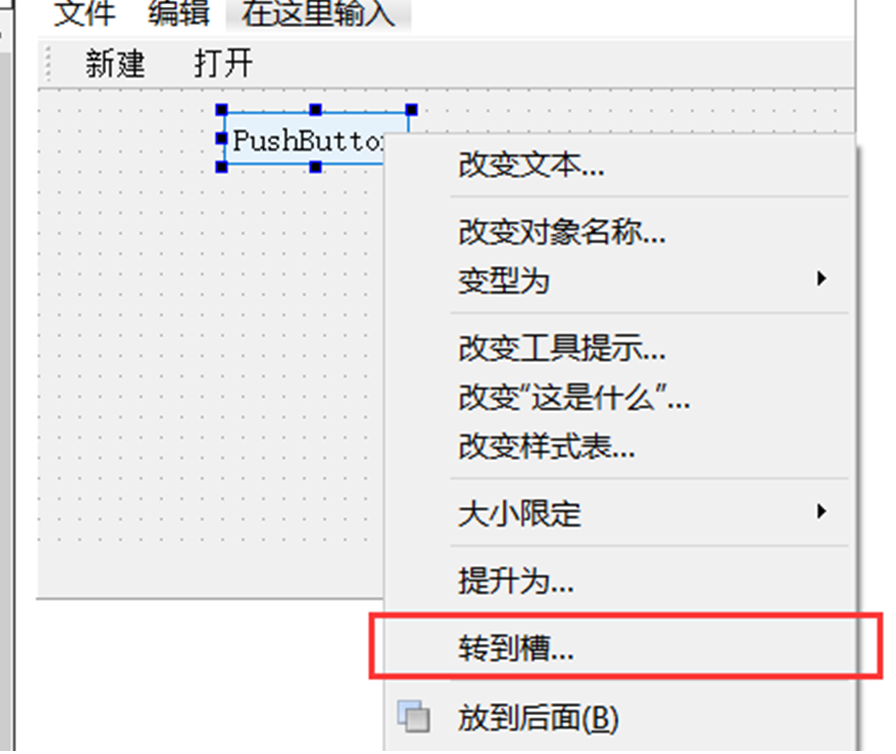 文件 编辑 在这里输入
新建 打开
PushButton
改变文本...
改变对象名称...
变型为
改变工具提示...
改变“这是什么”...
改变样式表...
大小限定
提升为...
转到槽...
放到后面(B)